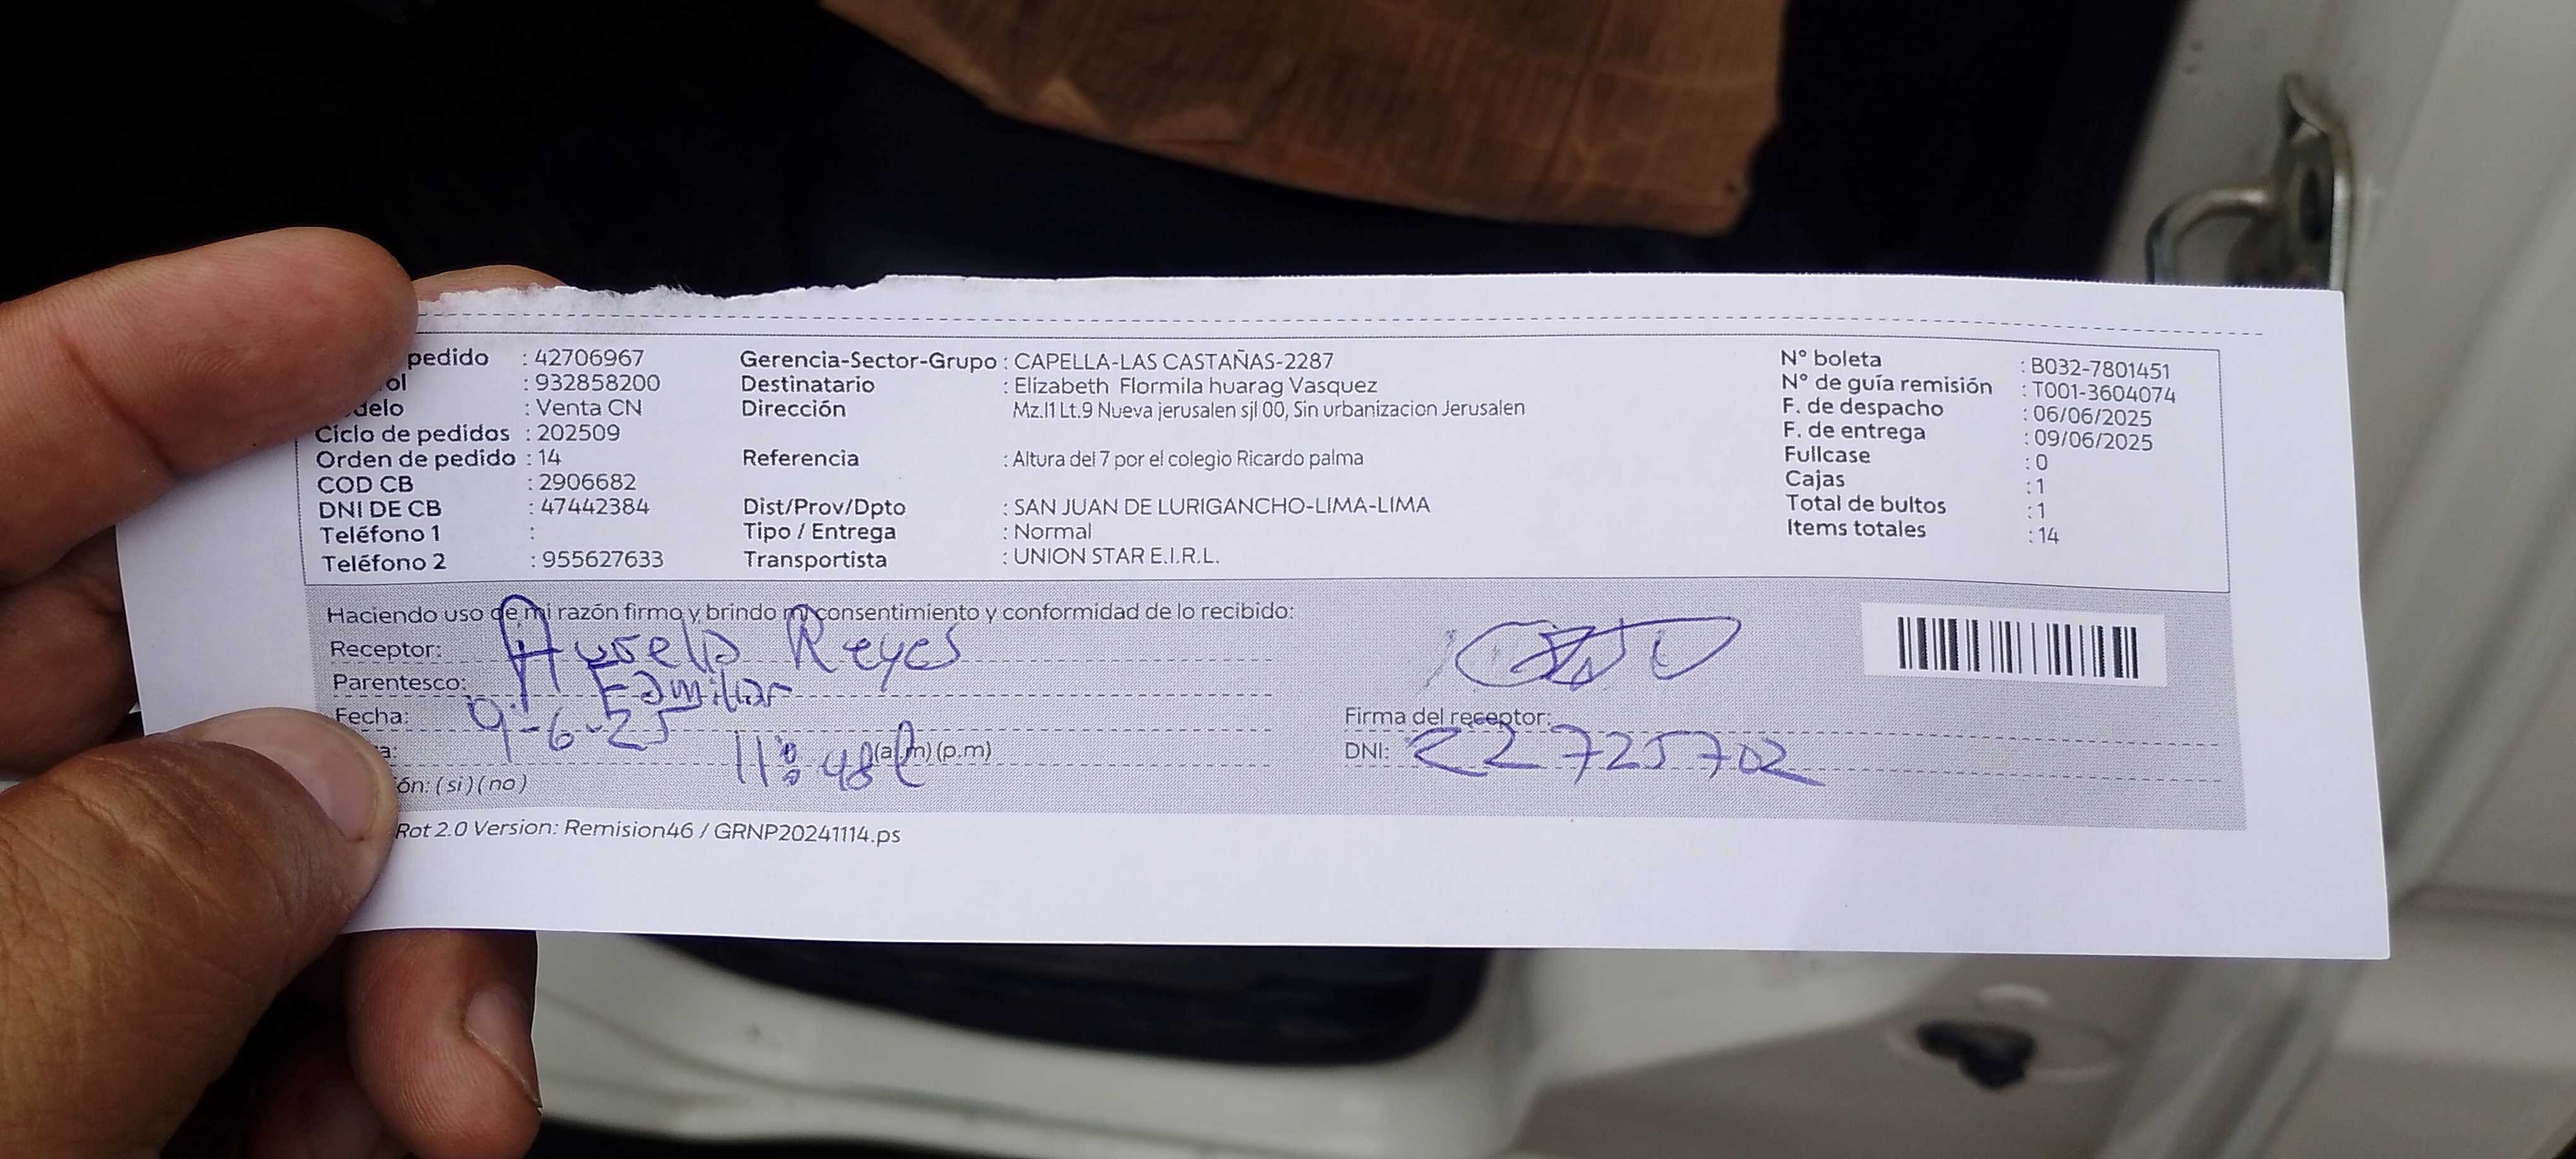 pedido : 42706967 Gerencia-Sector-Grupo : CAPELLA-LAS CASTAÑAS-2287 N° boleta : B032-7801451
ol : 932858200 Destinatario : Elizabeth Flormila huarag Vasquez N° de guía remisión : T001-3604074
delo : Venta CN Dirección Mz.I1 Lt.9 Nueva jerusalen sjl 00, Sin urbanizacion Jerusalen F. de despacho : 06/06/2025
Ciclo de pedidos : 202509 F. de entrega : 09/06/2025
Orden de pedido : 14 Referencia : Altura del 7 por el colegio Ricardo palma Fullcase : 0
COD CB : 2906682 Cajas : 1
DNI DE CB : 47442384 Dist/Prov/Dpto : SAN JUAN DE LURIGANCHO-LIMA-LIMA Total de bultos : 1
Teléfono 1 : Tipo / Entrega : Normal Items totales : 14
Teléfono 2 : 955627633 Transportista : UNION STAR E.I.R.L.
Haciendo uso de mi razón firmo y brindo mi consentimiento y conformidad de lo recibido:
Receptor: Aurelio Reyes
Parentesco: Familiar
Fecha: 9-6-25 Firma del receptor:
a: 11:48 (a.m) (p.m) DNI: 22725702
ón: (si) (no)
Rot 2.0 Version: Remision46 / GRNP20241114.ps